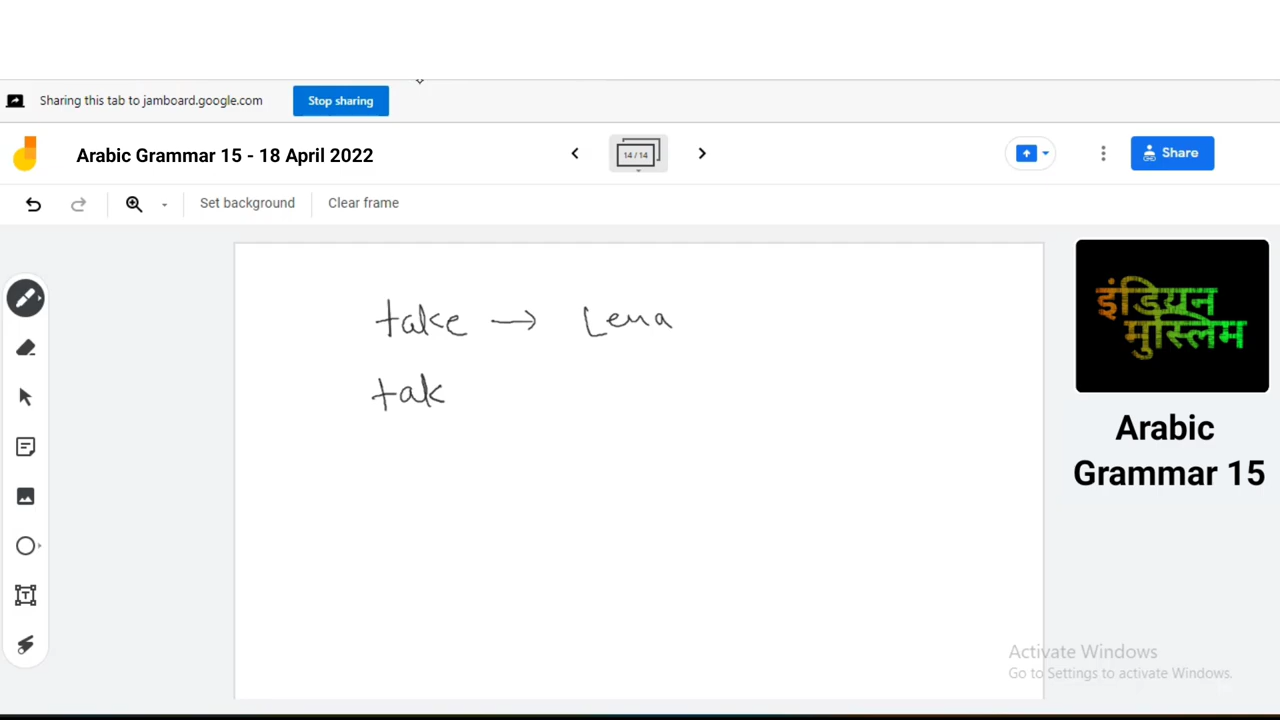 Sharing this tab to jamboard.google.com Stop sharing
Arabic Grammar 15 - 18 April 2022
14 / 14
Share
Set background
Clear frame
take → Lena
tak
इंडियन
मुस्लिम
Arabic
Grammar 15
Activate Windows
Go to Settings to activate Windows.